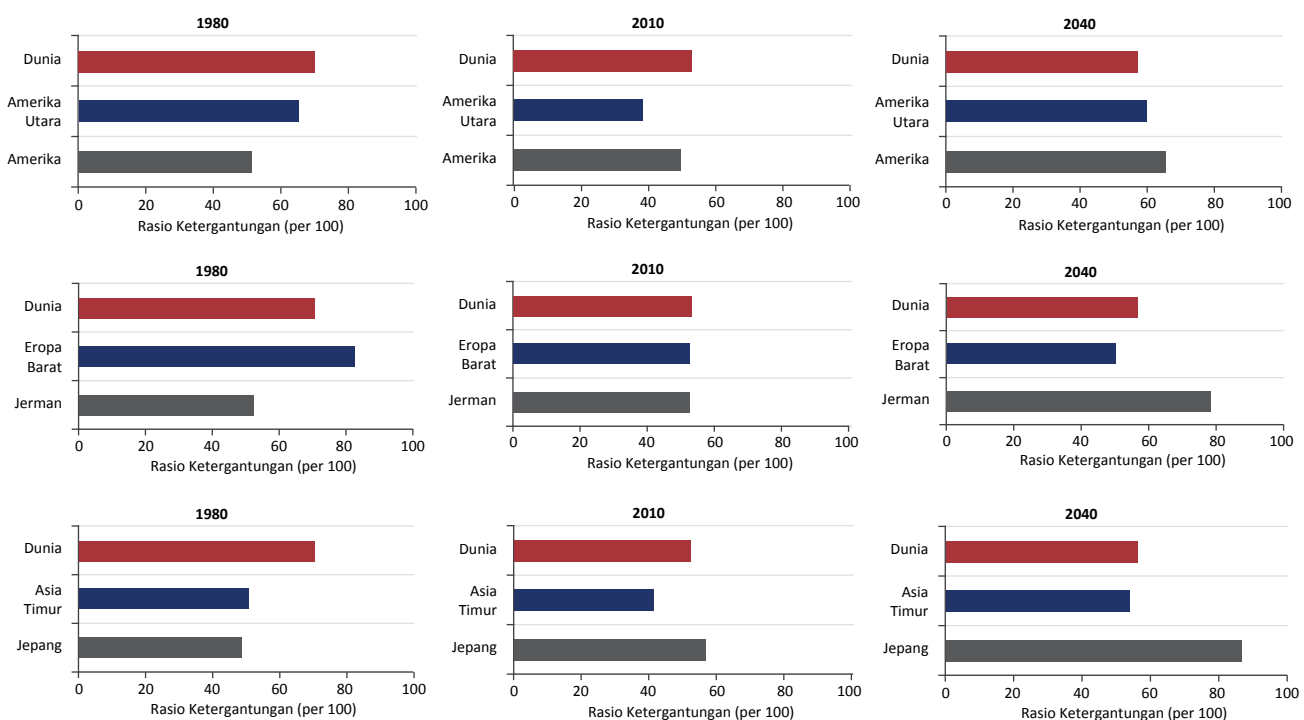 1980
Dunia
Amerika
Utara
Amerika
0 20 40 60 80 100
Rasio Ketergantungan (per 100)
2010
Dunia
Amerika
Utara
Amerika
0 20 40 60 80 100
Rasio Ketergantungan (per 100)
2040
Dunia
Amerika
Utara
Amerika
0 20 40 60 80 100
Rasio Ketergantungan (per 100)
1980
Dunia
Eropa
Barat
Jerman
0 20 40 60 80 100
Rasio Ketergantungan (per 100)
2010
Dunia
Eropa
Barat
Jerman
0 20 40 60 80 100
Rasio Ketergantungan (per 100)
2040
Dunia
Eropa
Barat
Jerman
0 20 40 60 80 100
Rasio Ketergantungan (per 100)
1980
Dunia
Asia
Timur
Jepang
0 20 40 60 80 100
Rasio Ketergantungan (per 100)
2010
Dunia
Asia
Timur
Jepang
0 20 40 60 80 100
Rasio Ketergantungan (per 100)
2040
Dunia
Asia
Timur
Jepang
0 20 40 60 80 100
Rasio Ketergantungan (per 100)